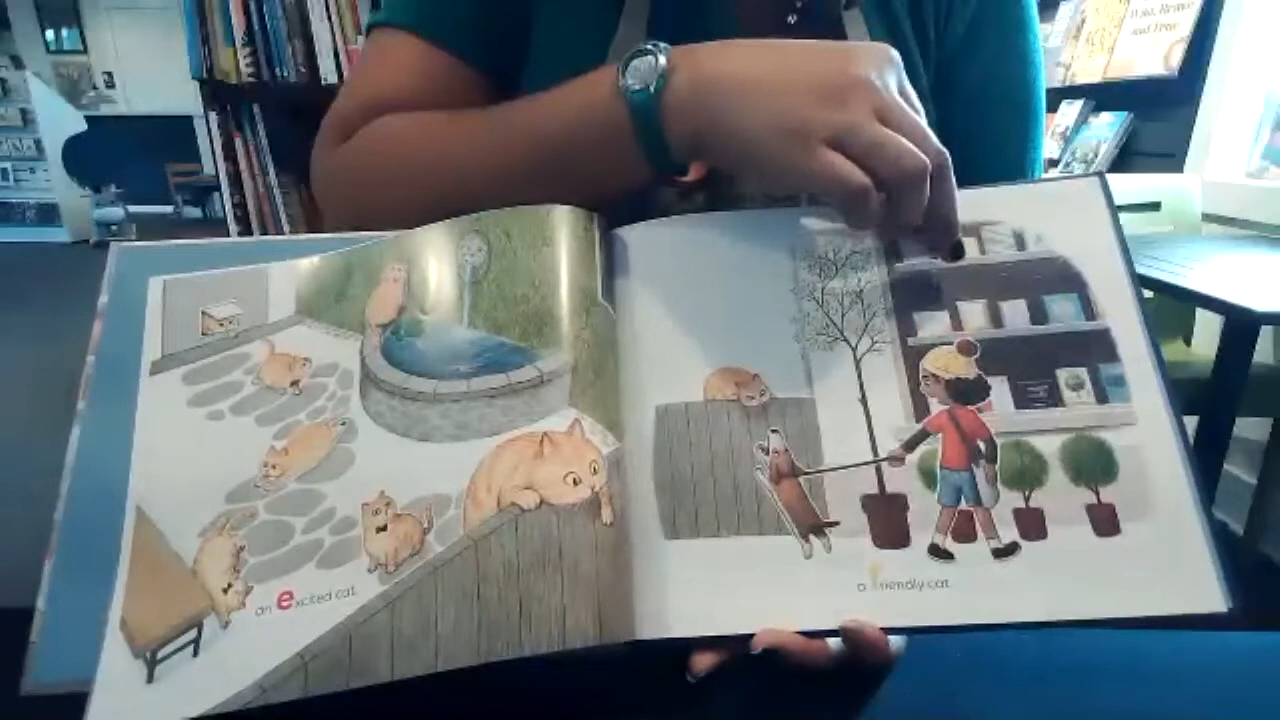 an excited cat.
a friendly cat.